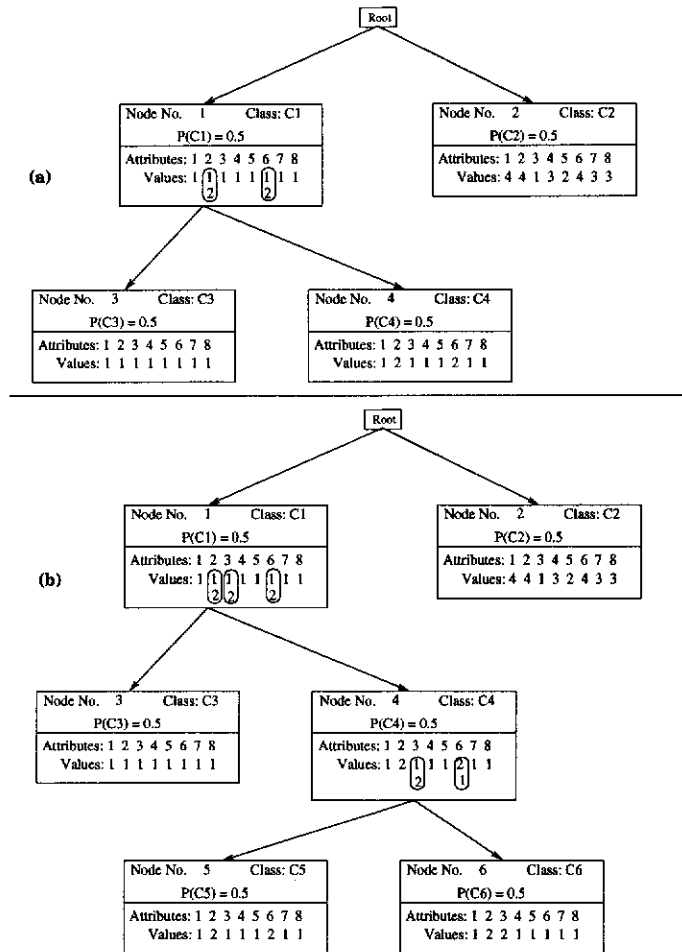 Root
Node No. 1 Class: C1
P(C1) = 0.5
Attributes: 1 2 3 4 5 6 7 8
Values: 1 1 1 1 1 1 1 1
2 2
Node No. 2 Class: C2
P(C2) = 0.5
Attributes: 1 2 3 4 5 6 7 8
Values: 4 4 1 3 2 4 3 3
(a)
Node No. 3 Class: C3
P(C3) = 0.5
Attributes: 1 2 3 4 5 6 7 8
Values: 1 1 1 1 1 1 1 1
Node No. 4 Class: C4
P(C4) = 0.5
Attributes: 1 2 3 4 5 6 7 8
Values: 1 2 1 1 1 2 1 1
Root
Node No. 1 Class: C1
P(C1) = 0.5
Attributes: 1 2 3 4 5 6 7 8
Values: 1 1 1 1 1 1 1 1
2 2 2
Node No. 2 Class: C2
P(C2) = 0.5
Attributes: 1 2 3 4 5 6 7 8
Values: 4 4 1 3 2 4 3 3
(b)
Node No. 3 Class: C3
P(C3) = 0.5
Attributes: 1 2 3 4 5 6 7 8
Values: 1 1 1 1 1 1 1 1
Node No. 4 Class: C4
P(C4) = 0.5
Attributes: 1 2 3 4 5 6 7 8
Values: 1 2 1 1 1 2 1 1
2 1
Node No. 5 Class: C5
P(C5) = 0.5
Attributes: 1 2 3 4 5 6 7 8
Values: 1 2 1 1 1 2 1 1
Node No. 6 Class: C6
P(C6) = 0.5
Attributes: 1 2 3 4 5 6 7 8
Values: 1 2 2 1 1 1 1 1